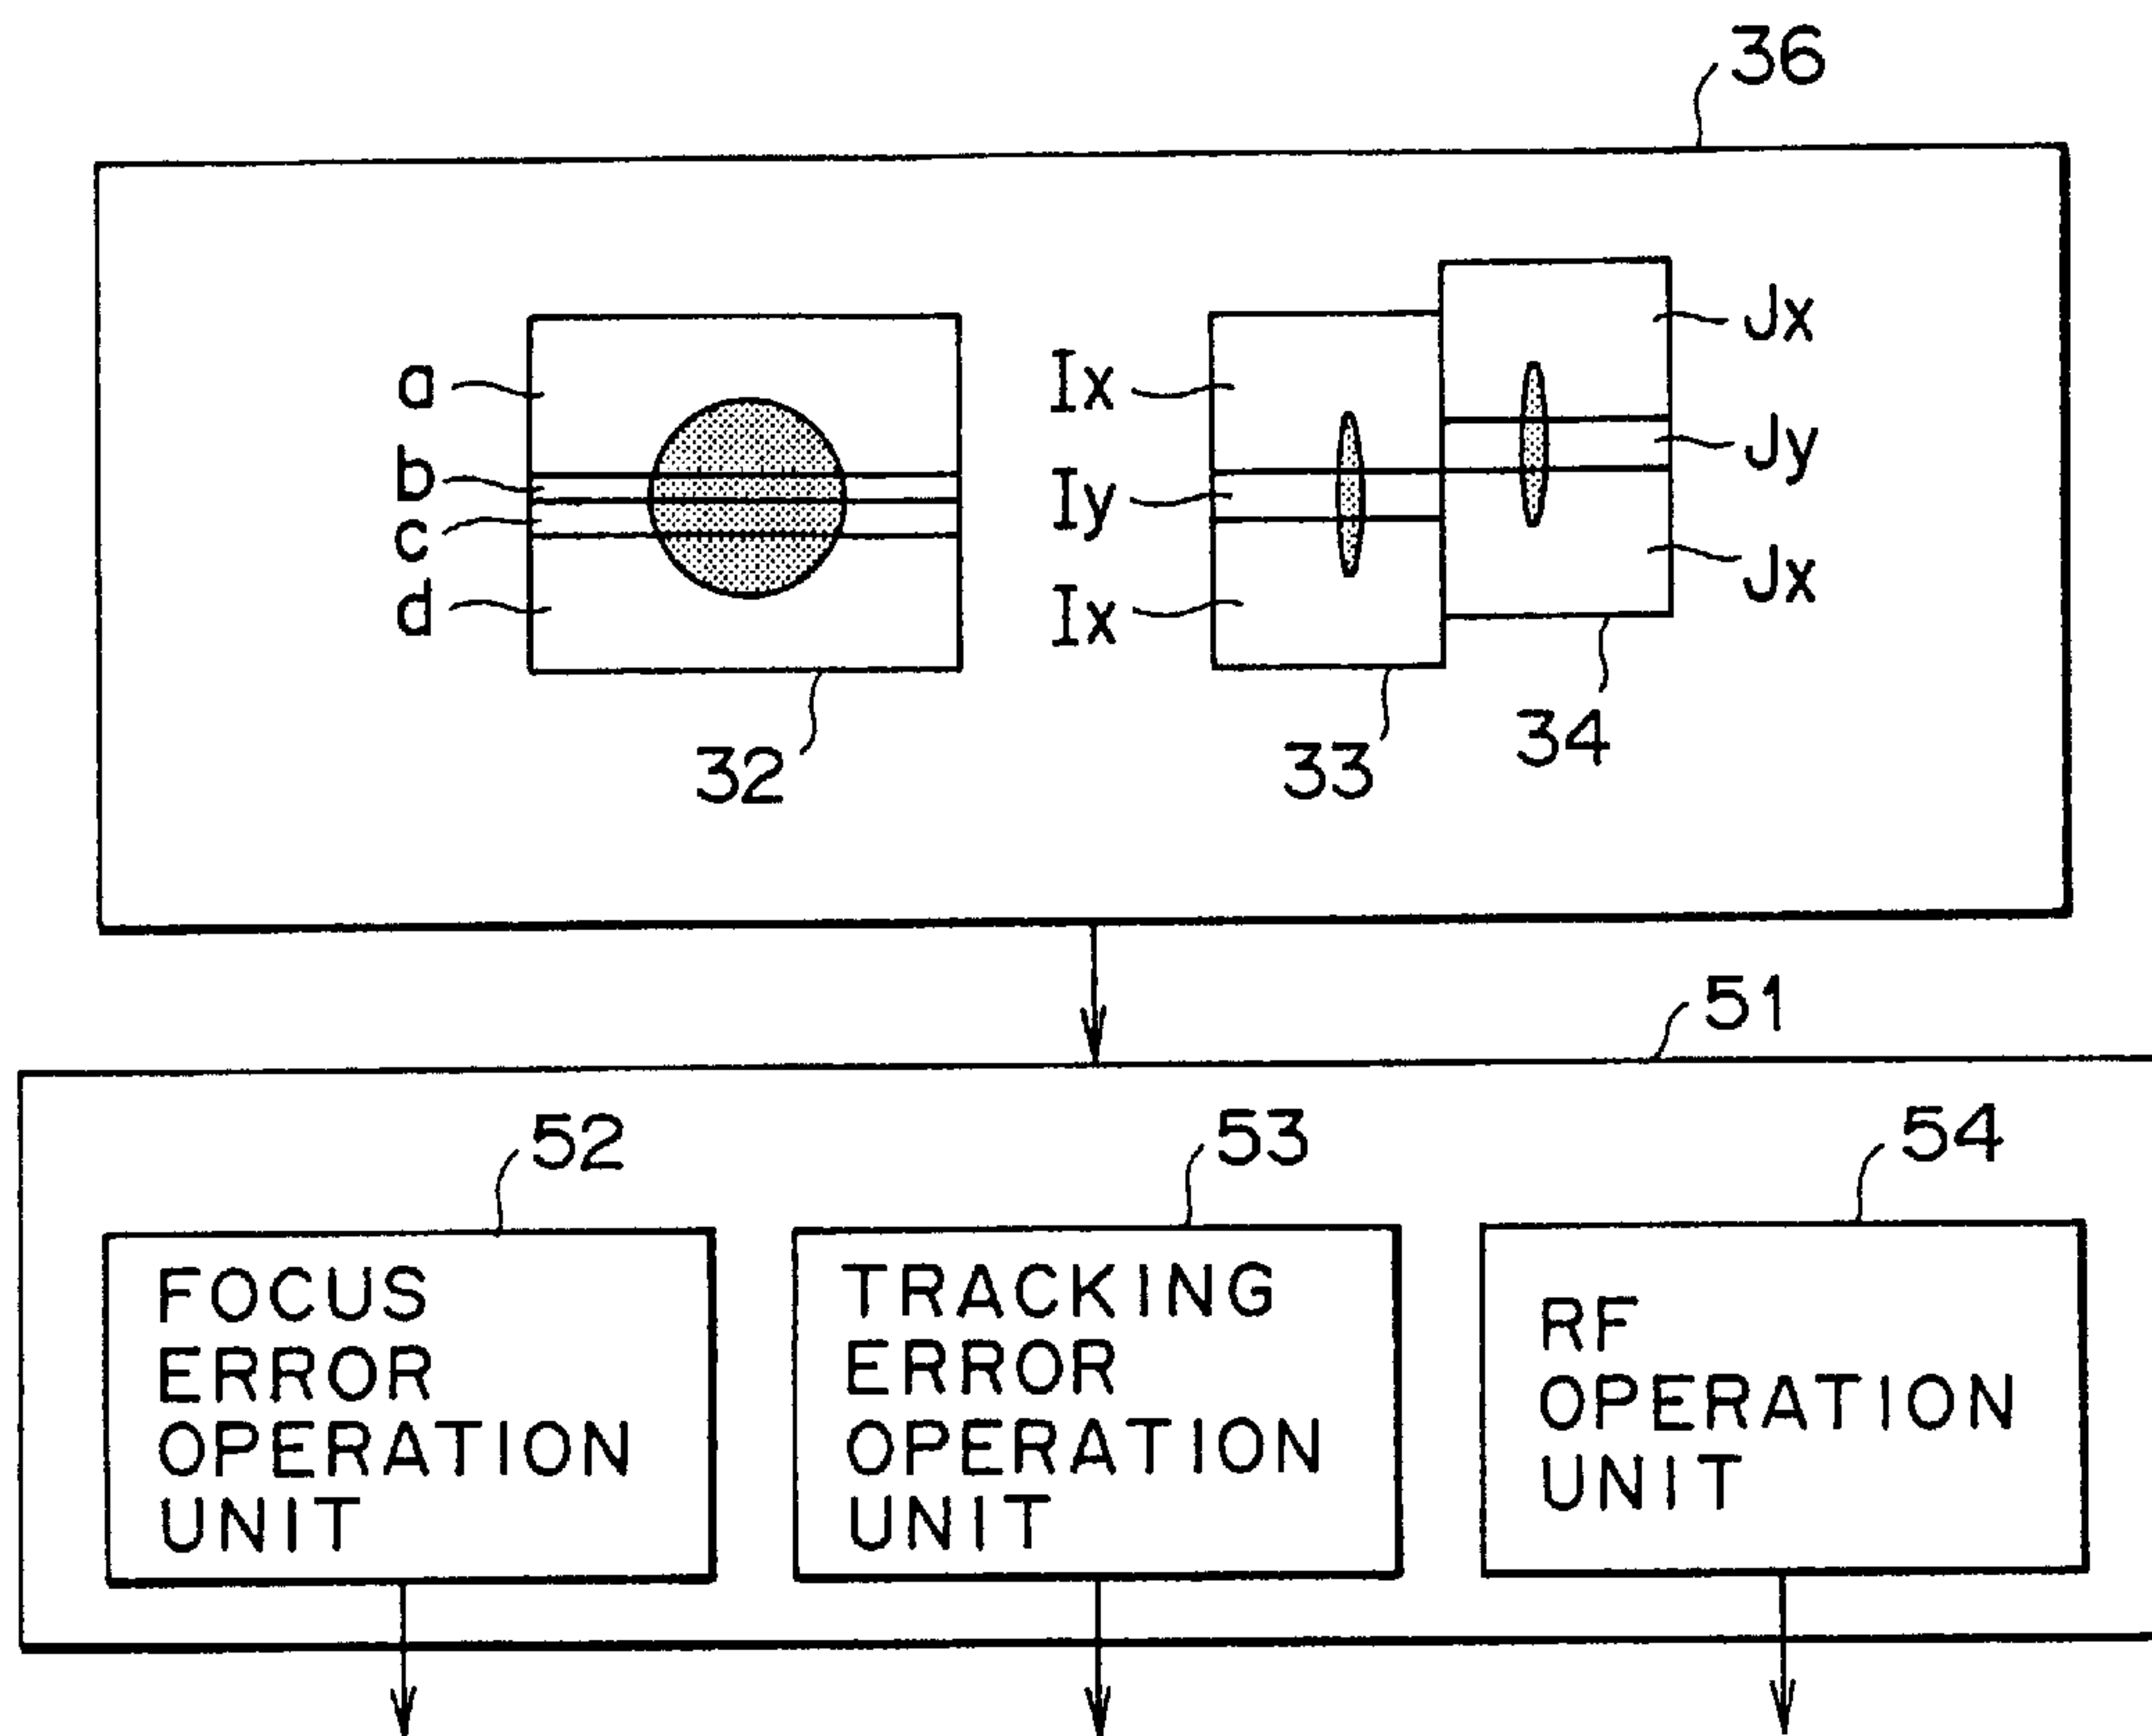 36
a
b
c
d
Ix
Iy
Ix
Jx
Jy
Jx
32
33
34
51
52
53
54
FOCUS
ERROR
OPERATION
UNIT
TRACKING
ERROR
OPERATION
UNIT
RF
OPERATION
UNIT